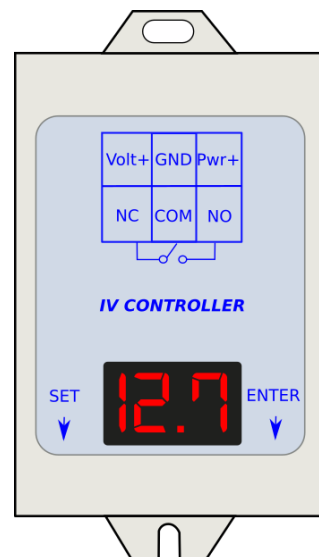 Volt+ GND Pwr+
NC COM NO
IV CONTROLLER
SET 12.7 ENTER